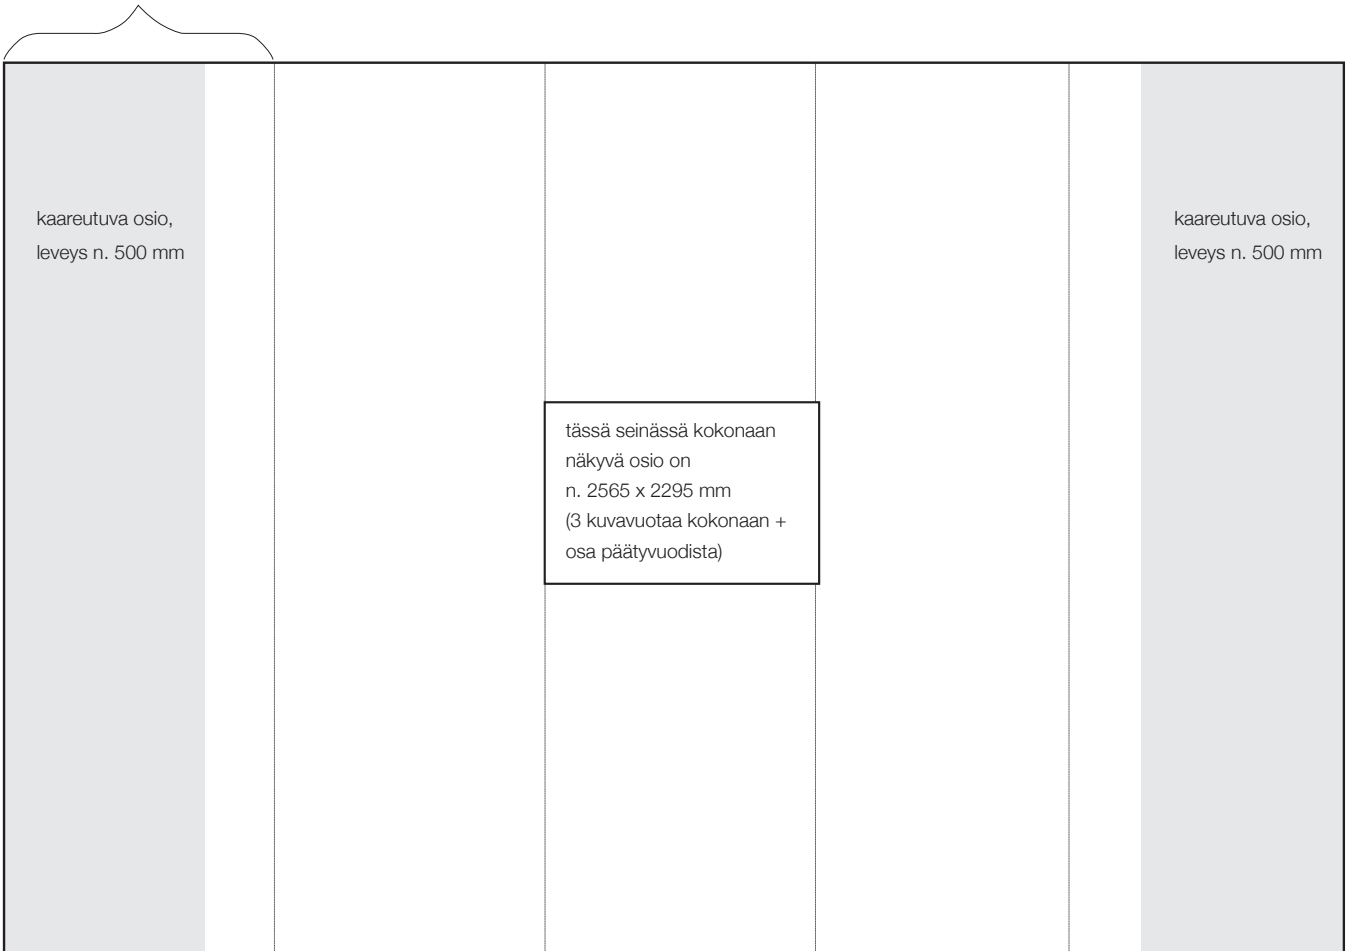 kaareutuva osio,
leveys n. 500 mm
kaareutuva osio,
leveys n. 500 mm
tässä seinässä kokonaan
näkyvä osio on
n. 2565 x 2295 mm
(3 kuvavuotaa kokonaan +
osa päätyvuodista)